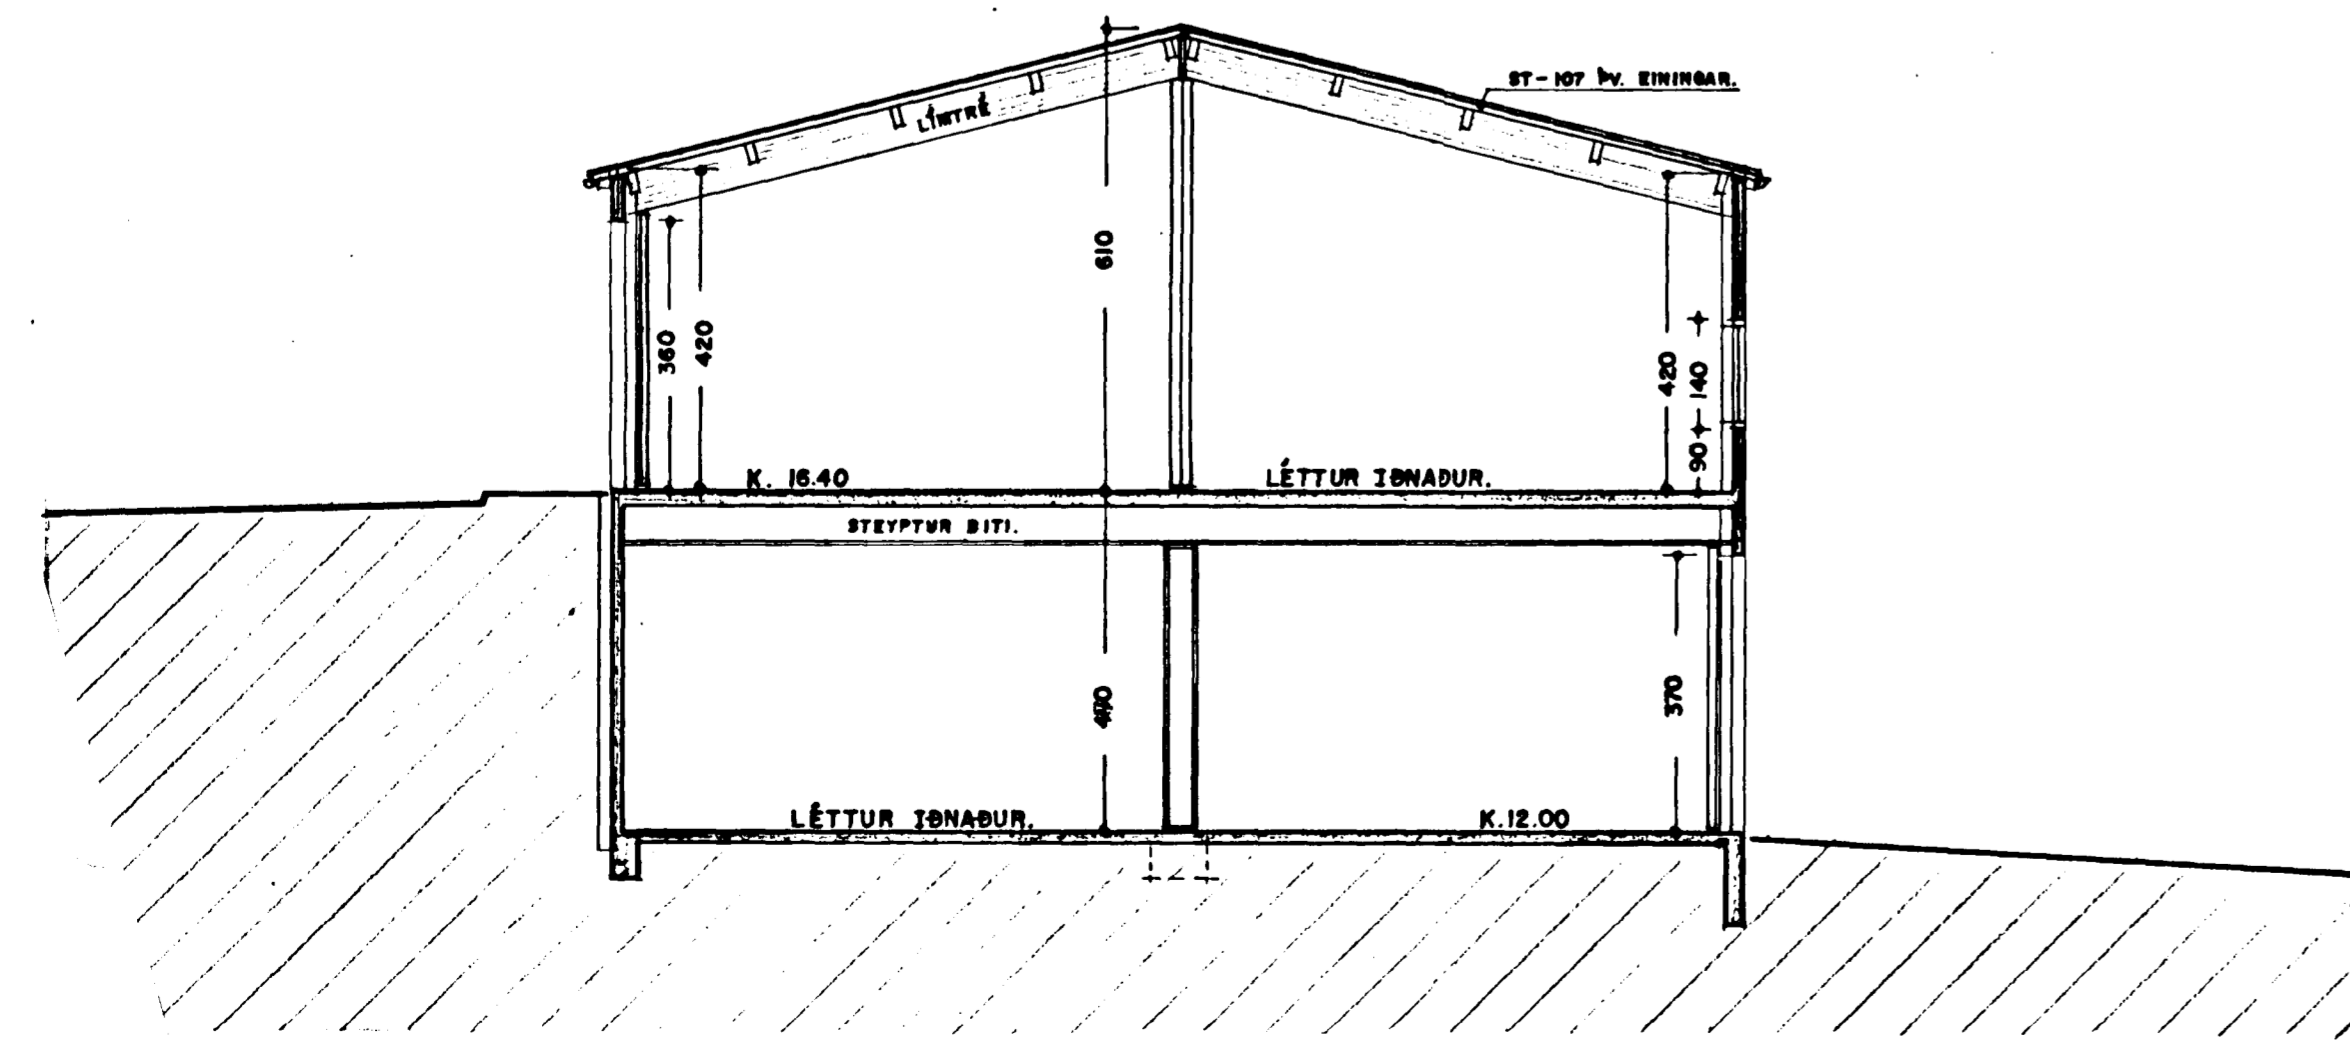 ST-107 ÞV. EININGAR.
LÍMTRÉ
610
360
420
420
140
90
K. 16.40
LÉTTUR IÐNAÐUR.
STEYPTUR BITI.
370
LÉTTUR IÐNAÐUR.
K.12.00